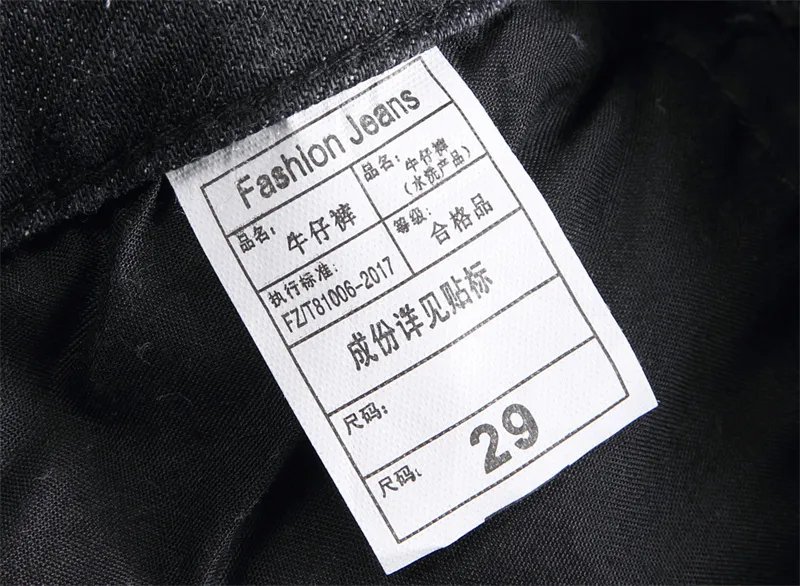 Fashion Jeans
品名: 牛仔裤
品名: 牛仔裤
(水洗产品)
执行标准:
FZ/T81006-2017
等级: 合格品
成份详见贴标
尺码:
尺码: 29